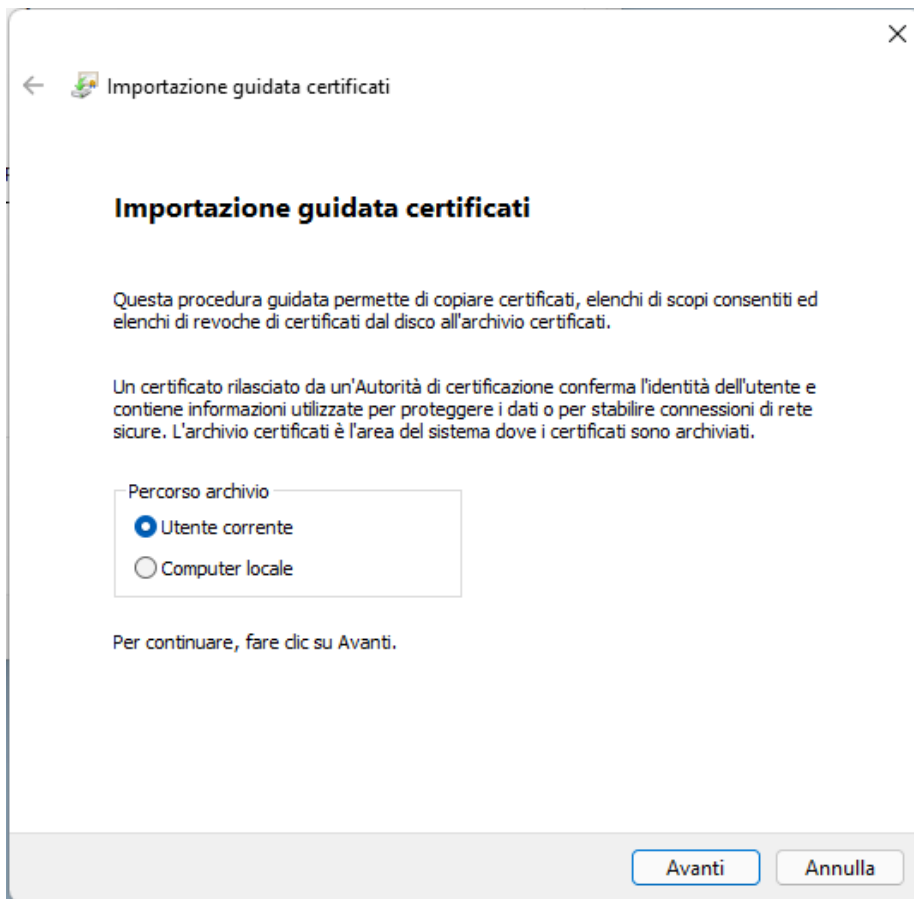 Importazione guidata certificati
Importazione guidata certificati
Questa procedura guidata permette di copiare certificati, elenchi di scopi consentiti ed
elenchi di revoche di certificati dal disco all'archivio certificati.
Un certificato rilasciato da un'Autorità di certificazione conferma l'identità dell'utente e
contiene informazioni utilizzate per proteggere i dati o per stabilire connessioni di rete
sicure. L'archivio certificati è l'area del sistema dove i certificati sono archiviati.
Percorso archivio
Utente corrente
Computer locale
Per continuare, fare clic su Avanti.
Avanti
Annulla